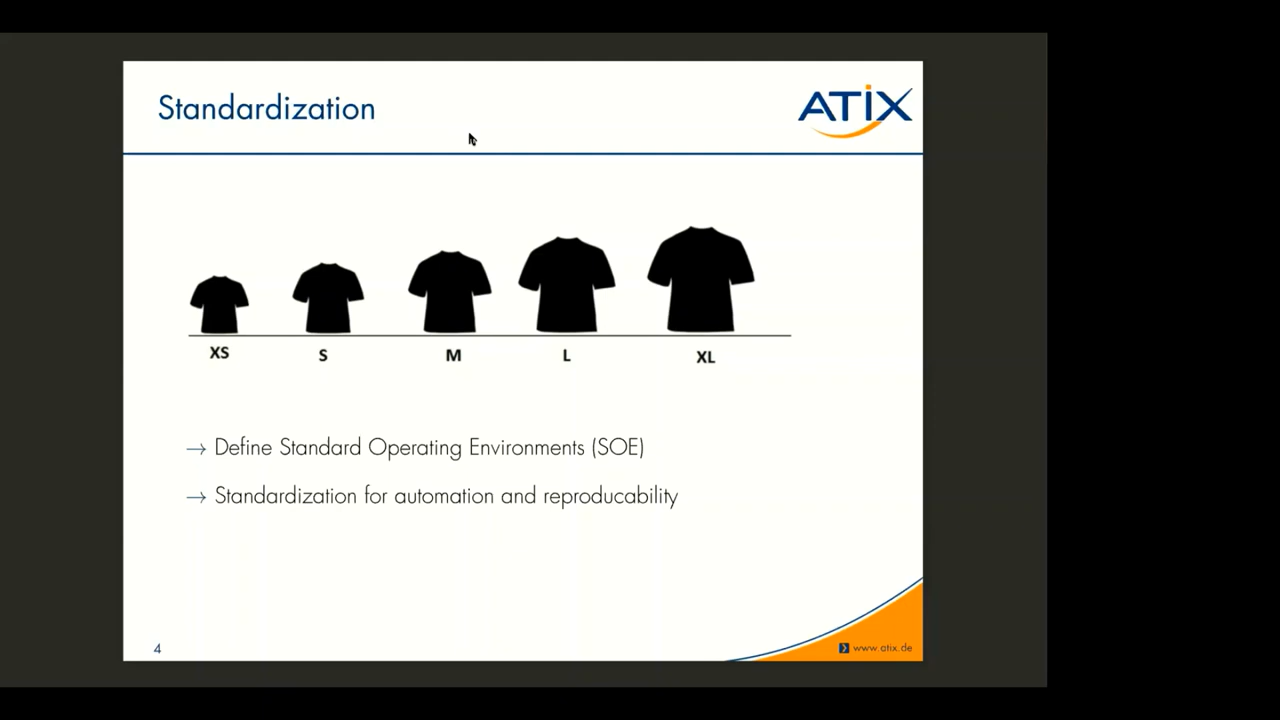 Standardization
ATIX
XS S M L XL
→ Define Standard Operating Environments (SOE)
→ Standardization for automation and reproducability
4
www.atix.de